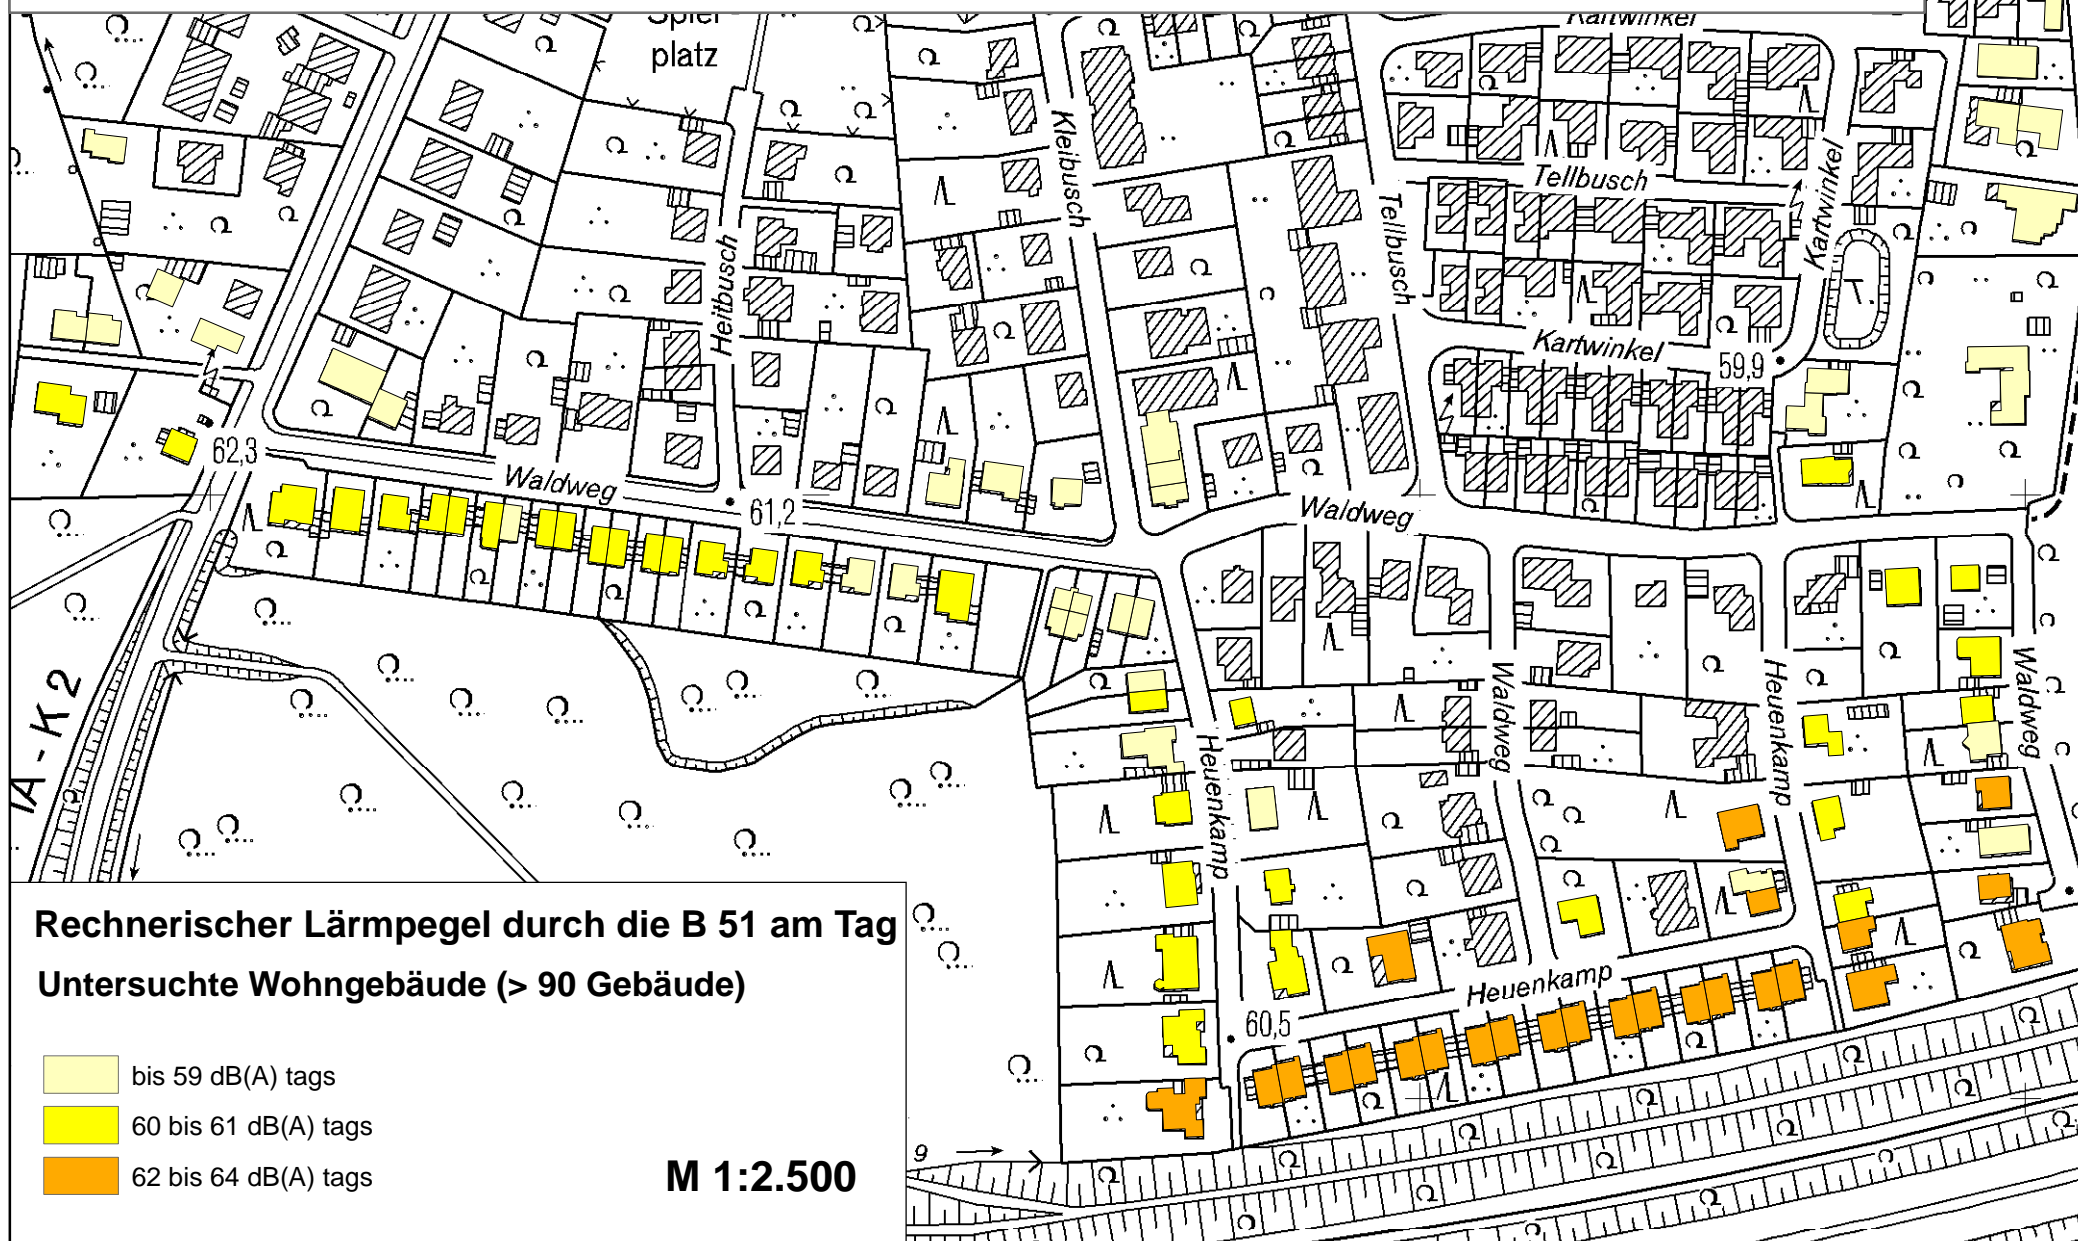 Spiel
platz
Kartwinkel
Kleibusch
Tellbusch
Kartwinkel
Tellbusch
Heitbusch
Kartwinkel
59,9
62,3
Waldweg
61,2
Waldweg
Waldweg
Heuenkamp
Waldweg
Heuenkamp
K 2
Heuenkamp
60,5
9
Rechnerischer Lärmpegel durch die B 51 am Tag
Untersuchte Wohngebäude (> 90 Gebäude)
bis 59 dB(A) tags
60 bis 61 dB(A) tags
62 bis 64 dB(A) tags
M 1:2.500